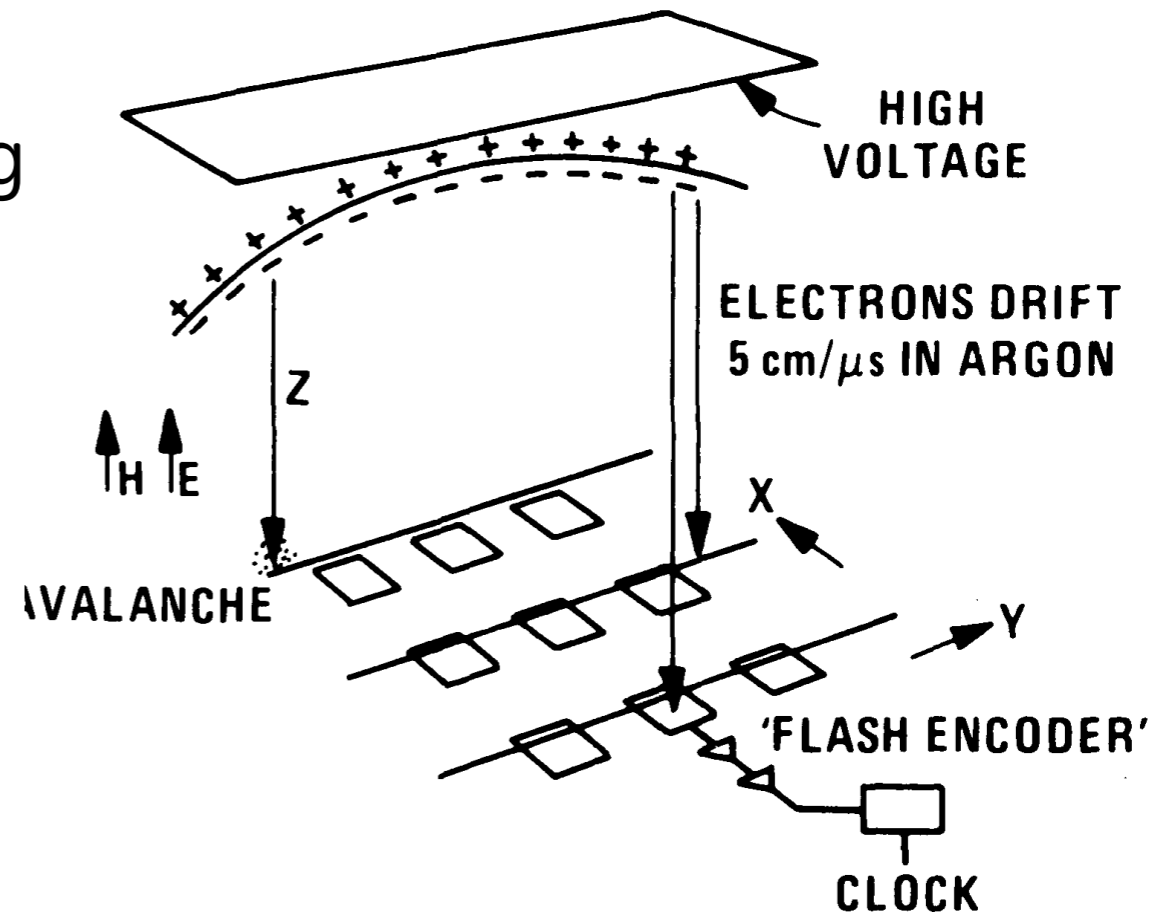 g
HIGH
VOLTAGE
ELECTRONS DRIFT
5 cm/μs IN ARGON
Z
H E
X
AVALANCHE
Y
'FLASH ENCODER'
CLOCK